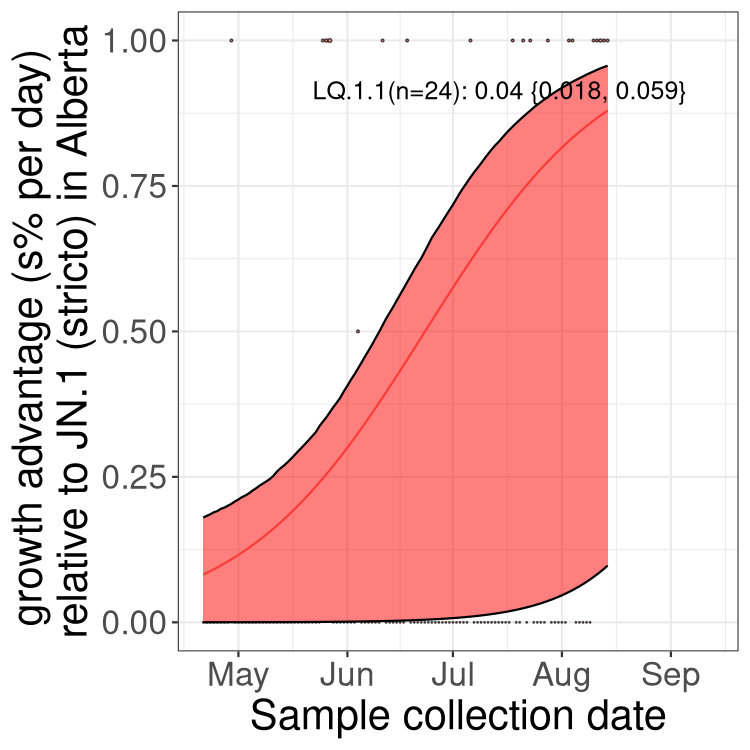 growth advantage (s% per day)
relative to JN.1 (stricto) in Alberta
1.00
0.75
0.50
0.25
0.00
LQ.1.1(n=24): 0.04 {0.018, 0.059}
May Jun Jul Aug Sep
Sample collection date